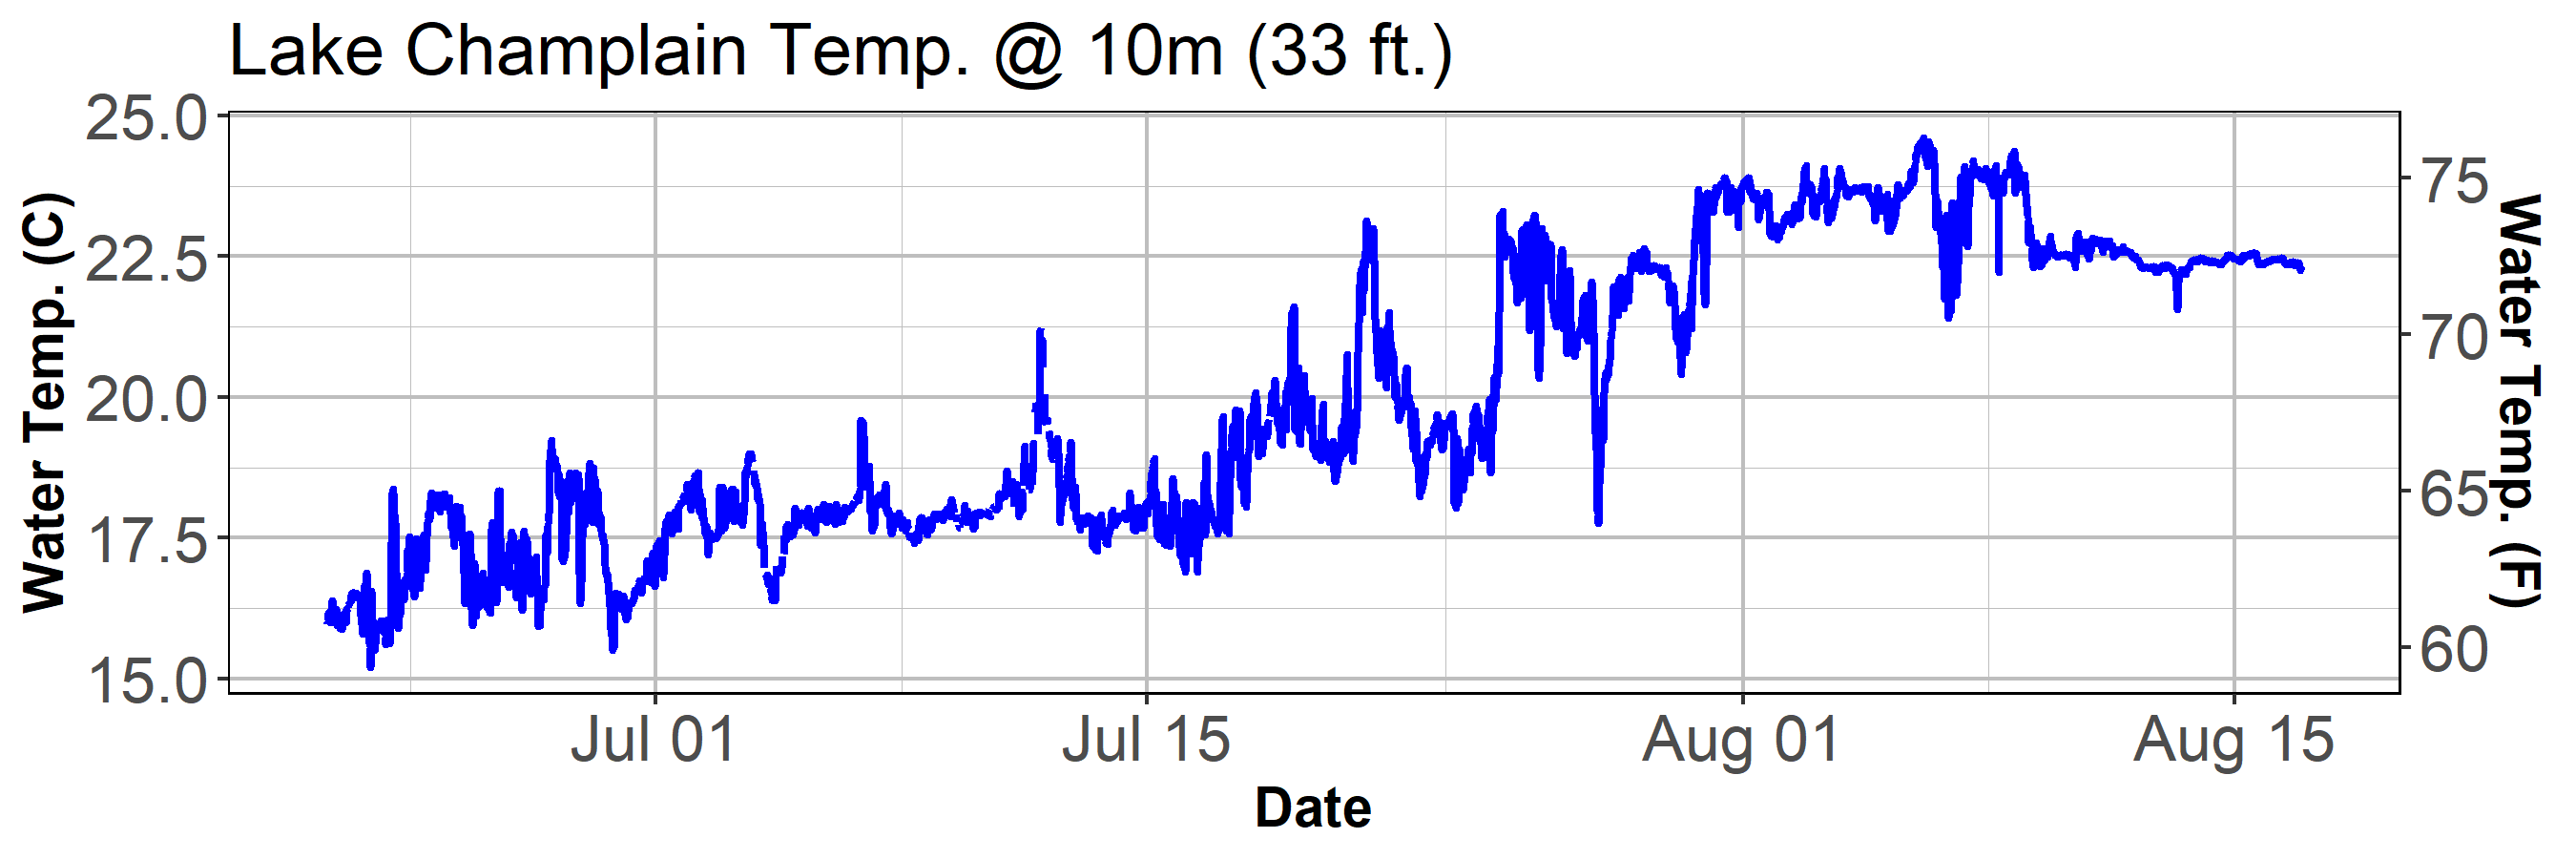 Lake Champlain Temp. @ 10m (33 ft.)
Water Temp. (C)
25.0
22.5
20.0
17.5
15.0
75
70
65
60
Water Temp. (F)
Jul 01
Jul 15
Aug 01
Aug 15
Date